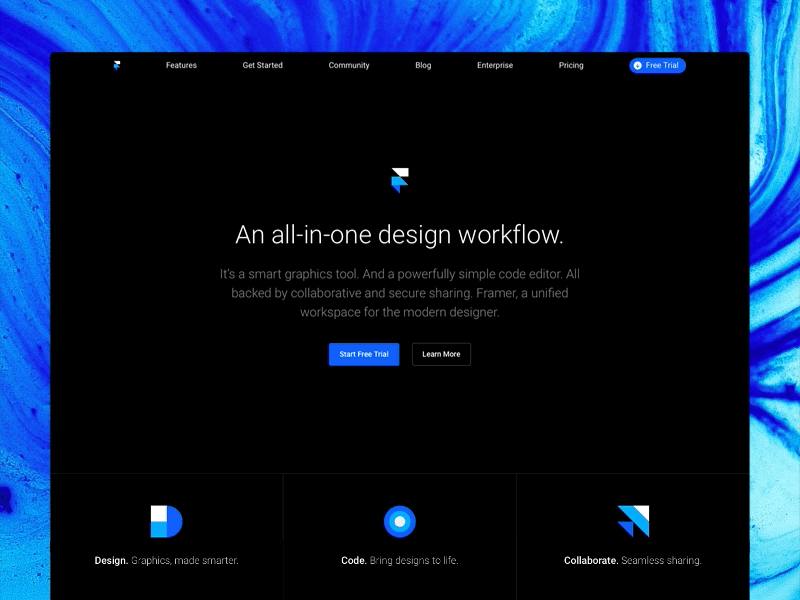 Features Get Started Community Blog Enterprise Pricing Free Trial
An all-in-one design workflow.
It's a smart graphics tool. And a powerfully simple code editor. All
backed by collaborative and secure sharing. Framer, a unified
workspace for the modern designer.
Start Free Trial Learn More
Design. Graphics, made smarter. Code. Bring designs to life. Collaborate. Seamless sharing.